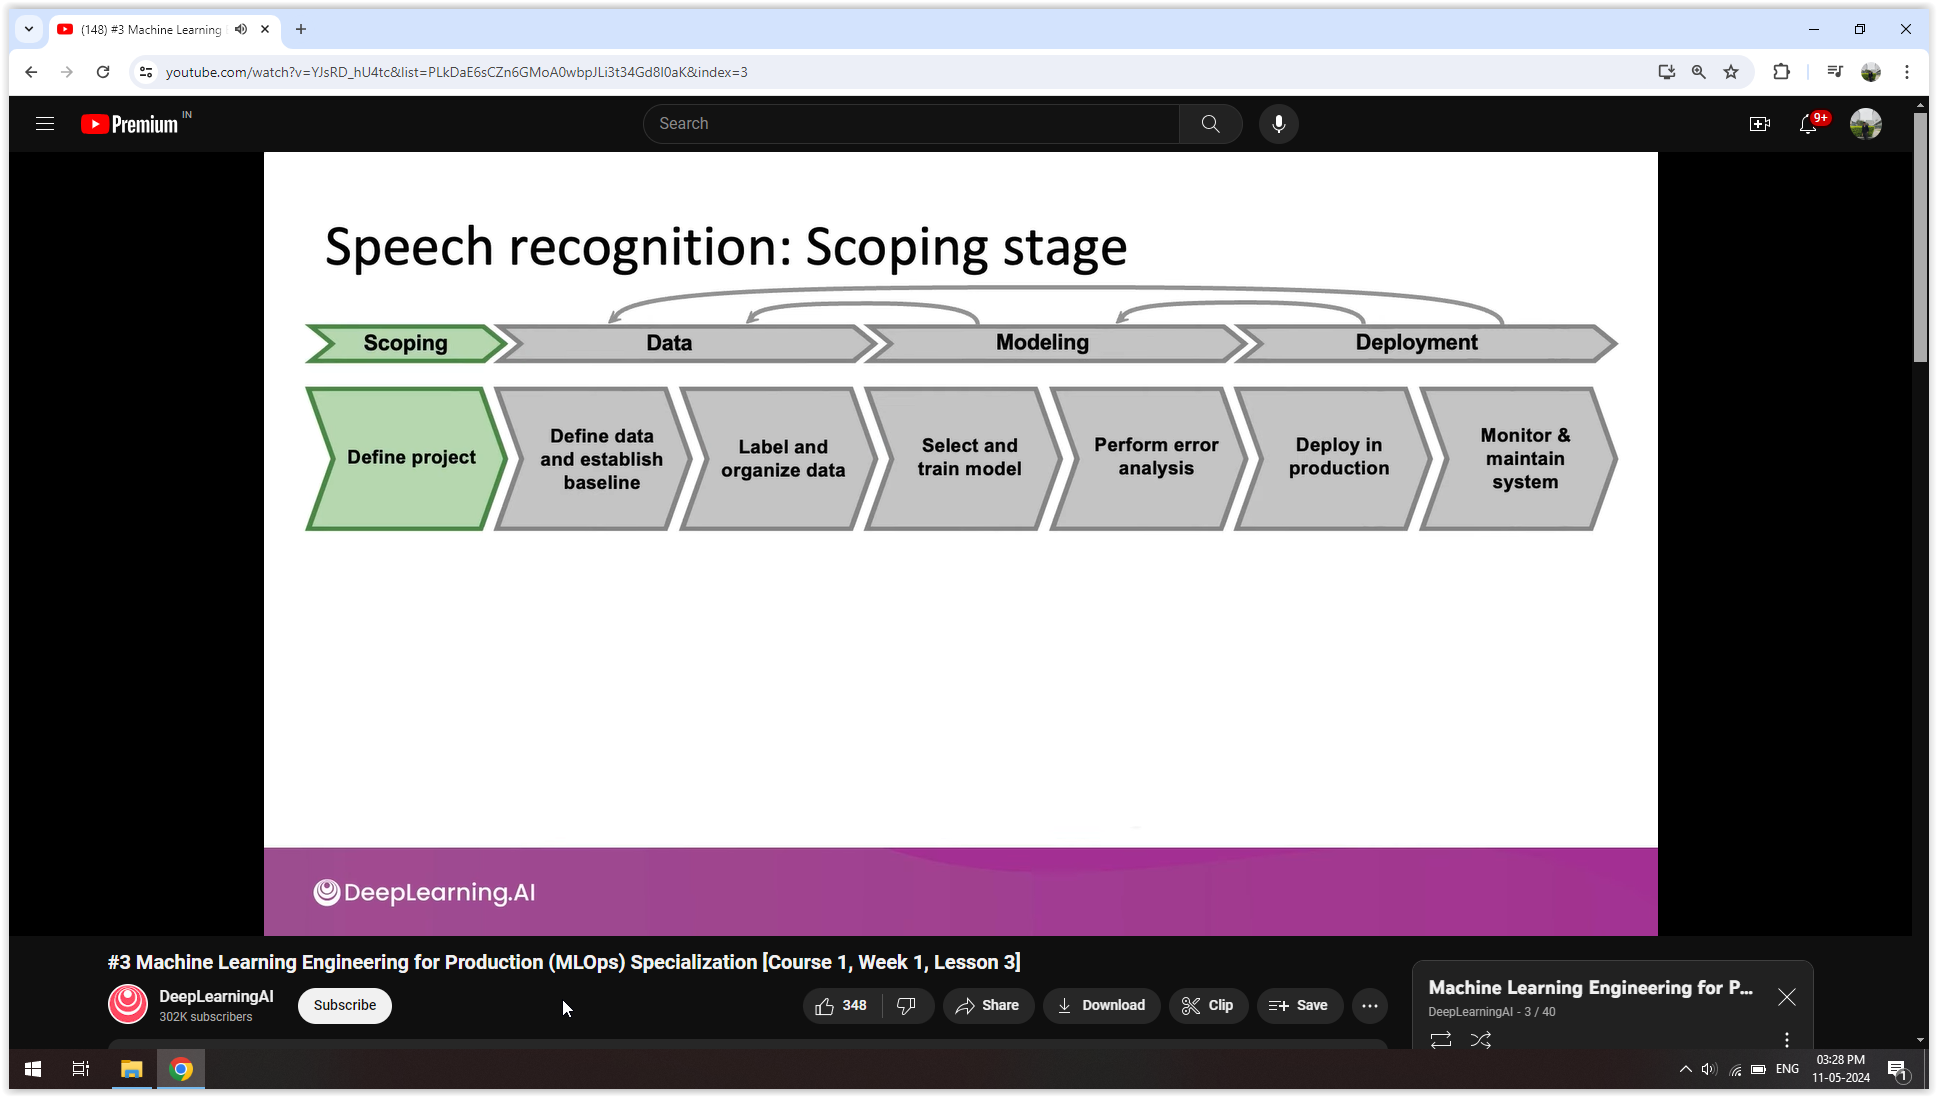 (148) #3 Machine Learning
youtube.com/watch?v=YJsRD_hU4tc&list=PLkDaE6sCZn6GMoA0wbpJLi3t34Gd8l0aK&index=3
Premium IN
Search
9+
Speech recognition: Scoping stage
Scoping
Data
Modeling
Deployment
Define project
Define data
and establish
baseline
Label and
organize data
Select and
train model
Perform error
analysis
Deploy in
production
Monitor &
maintain
system
DeepLearning.AI
#3 Machine Learning Engineering for Production (MLOps) Specialization [Course 1, Week 1, Lesson 3]
DeepLearningAI
302K subscribers
Subscribe
348
Share
Download
Clip
Save
Machine Learning Engineering for P...
DeepLearningAI - 3 / 40
ENG
03:28 PM
11-05-2024
1